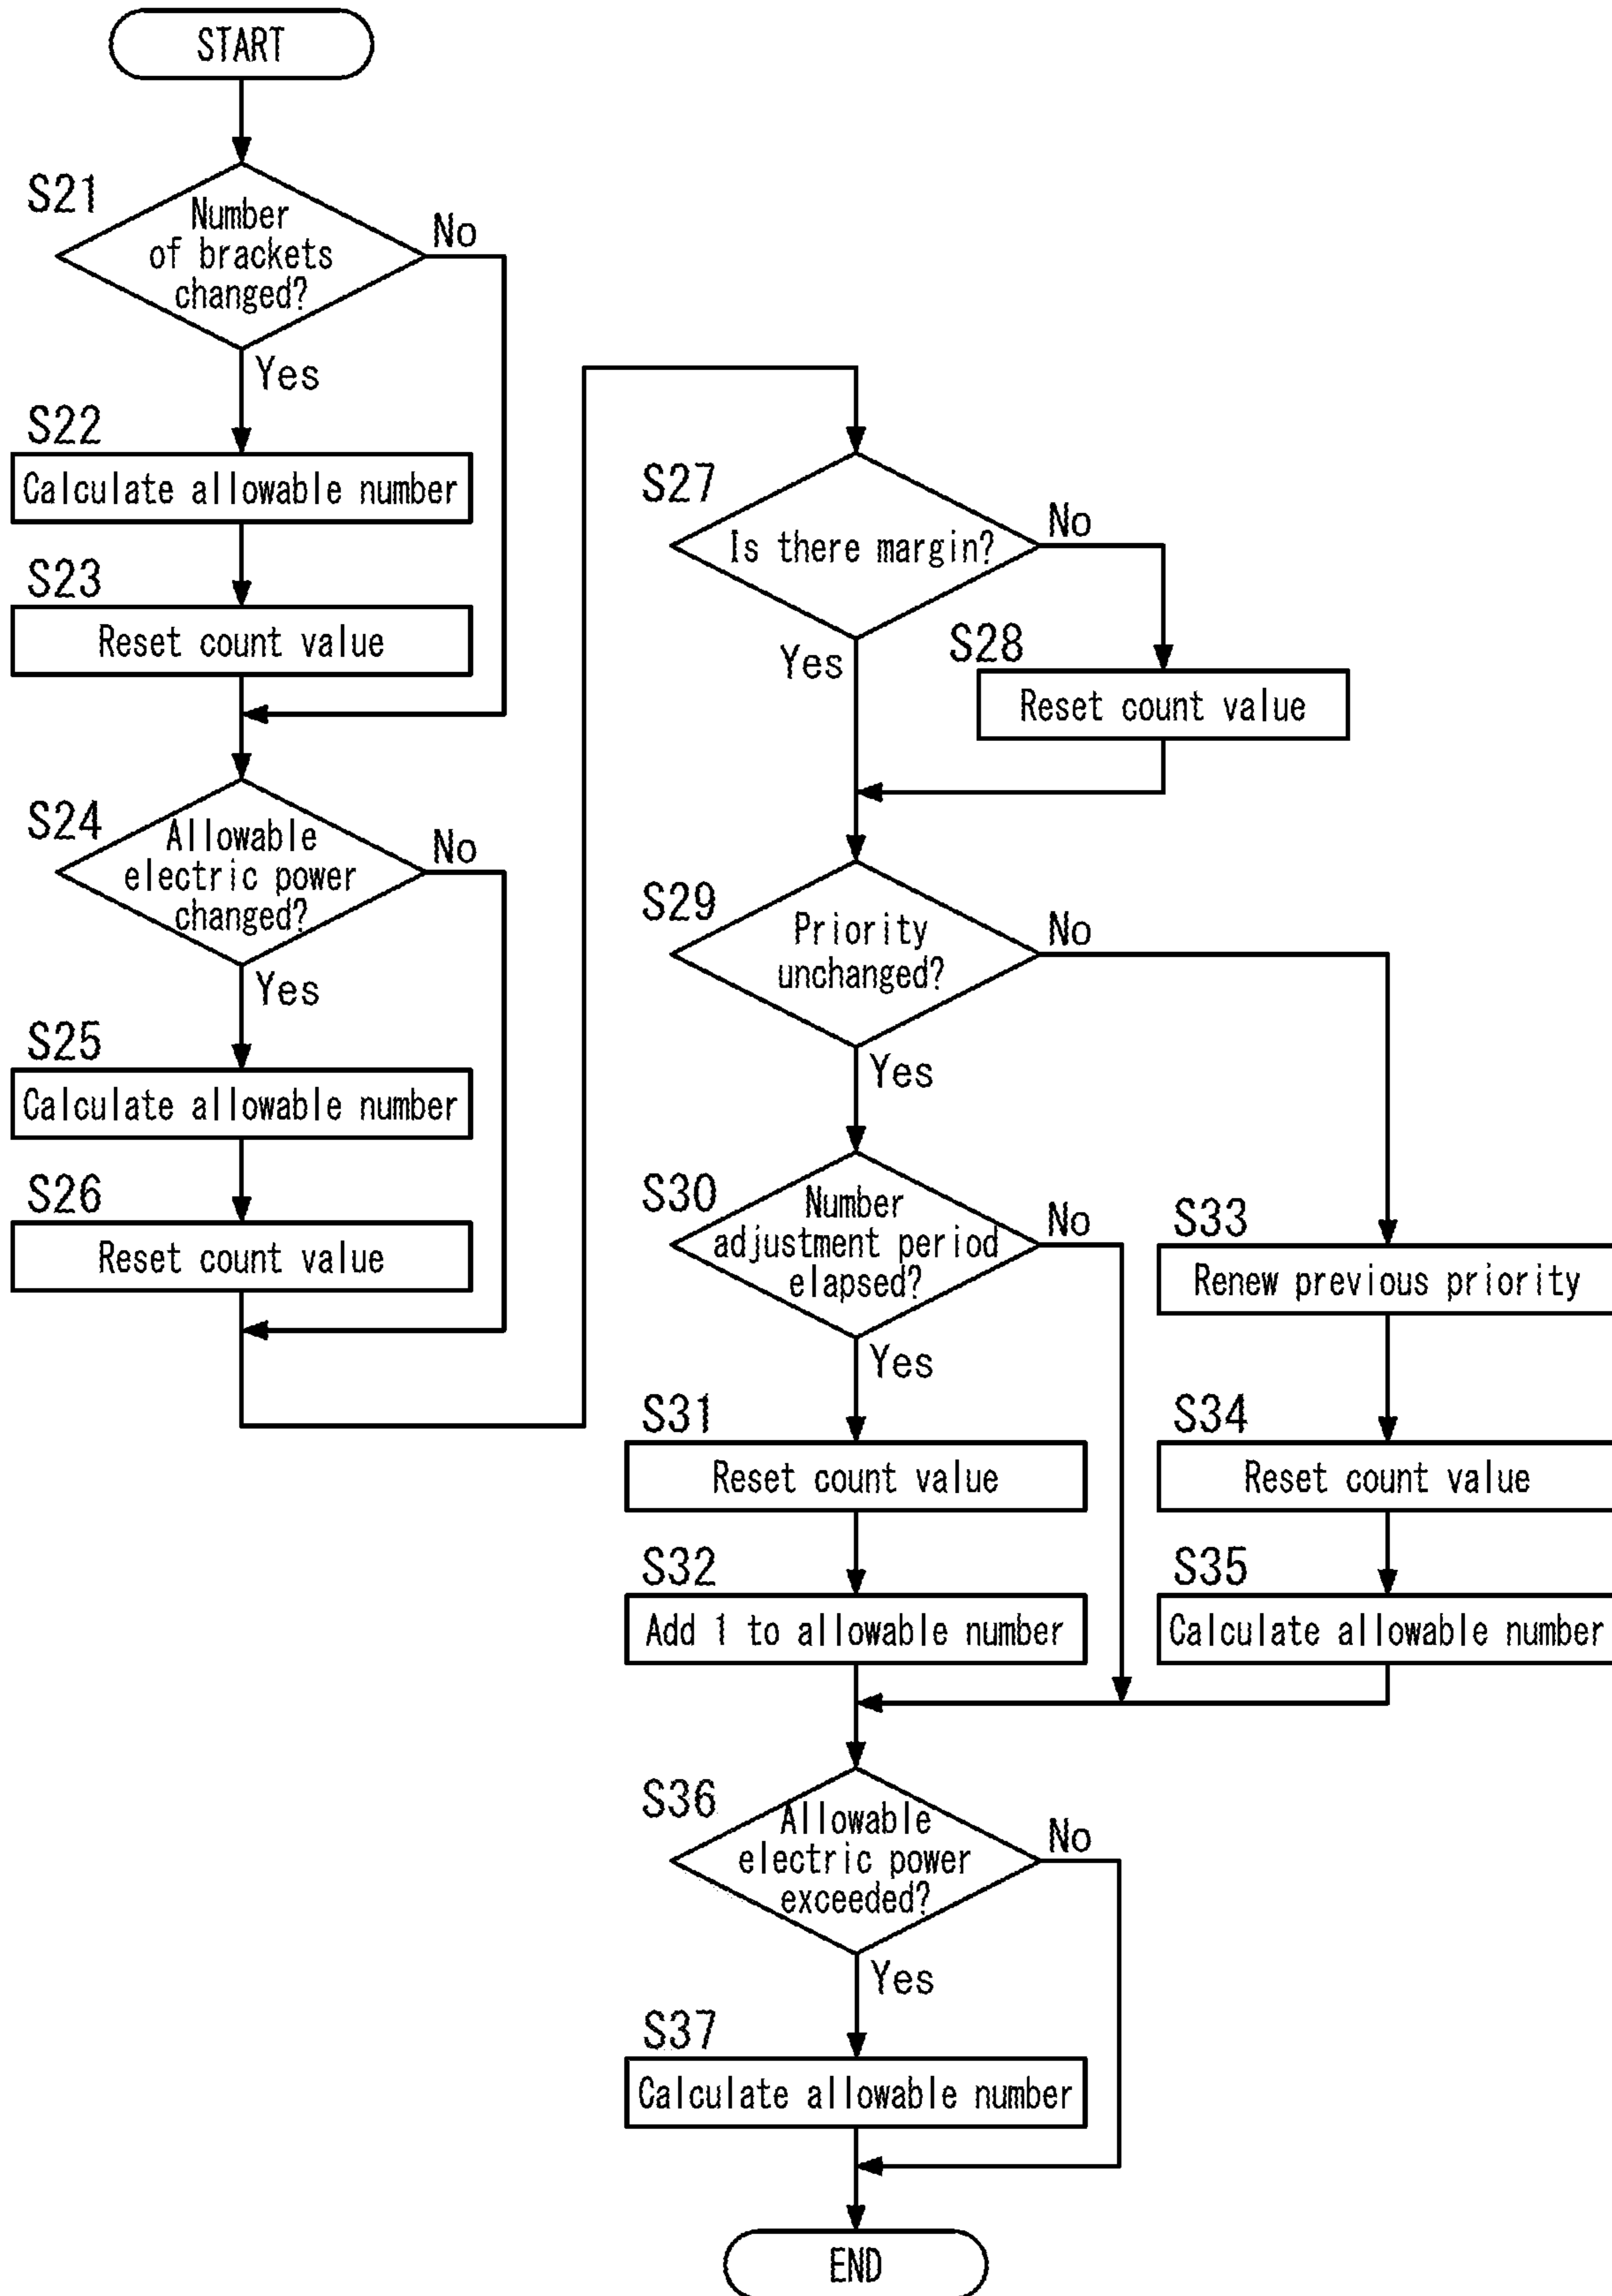 START
S21
Number
of brackets
changed?
No
Yes
S22
Calculate allowable number
S23
Reset count value
S24
Allowable
electric power
changed?
No
Yes
S25
Calculate allowable number
S26
Reset count value
S27
Is there margin?
No
Yes
S28
Reset count value
S29
Priority
unchanged?
No
Yes
S30
Number
adjustment period
elapsed?
No
Yes
S31
Reset count value
S32
Add 1 to allowable number
S33
Renew previous priority
S34
Reset count value
S35
Calculate allowable number
S36
Allowable
electric power
exceeded?
No
Yes
S37
Calculate allowable number
END